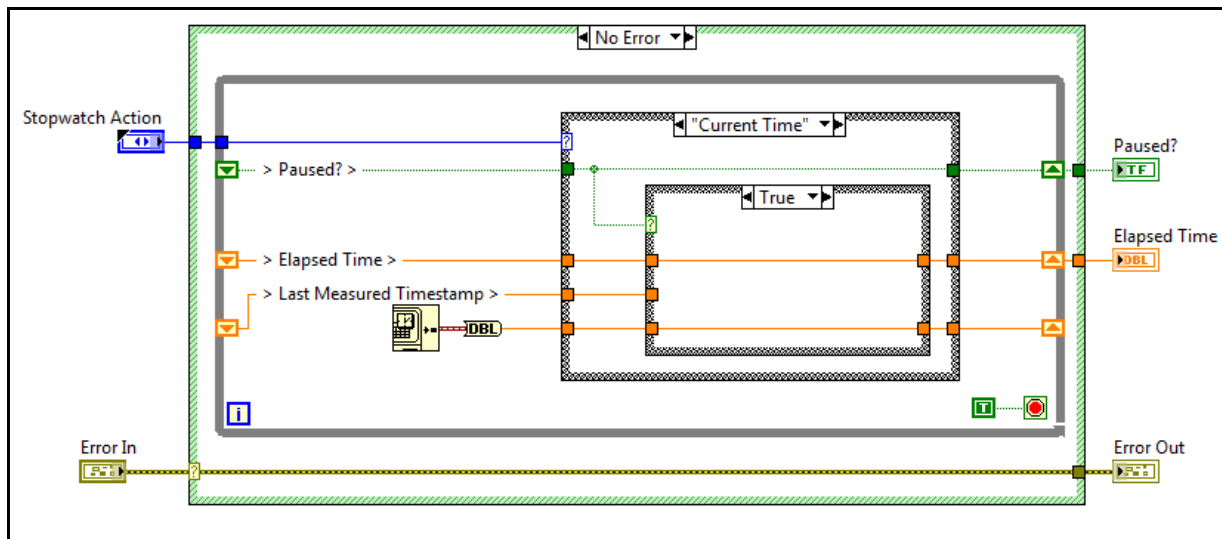 No Error
Stopwatch Action
"Current Time"
Paused?
> Paused? >
TF
True
Elapsed Time
> Elapsed Time >
DBL
> Last Measured Timestamp >
DBL
i
T
Error In
Error Out